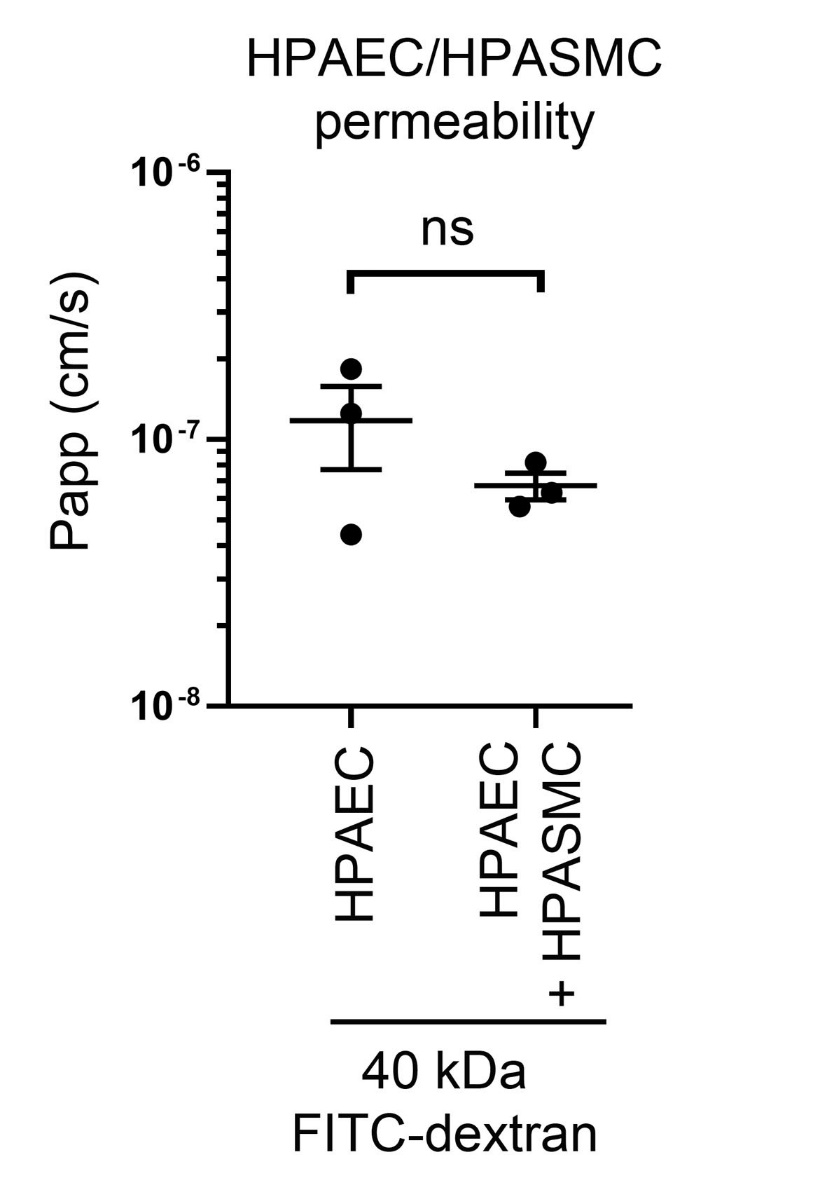 HPAEC/HPASMC
permeability
10⁻⁶
ns
Papp (cm/s)
10⁻⁷
10⁻⁸
HPAEC
HPAEC
+ HPASMC
40 kDa
FITC-dextran